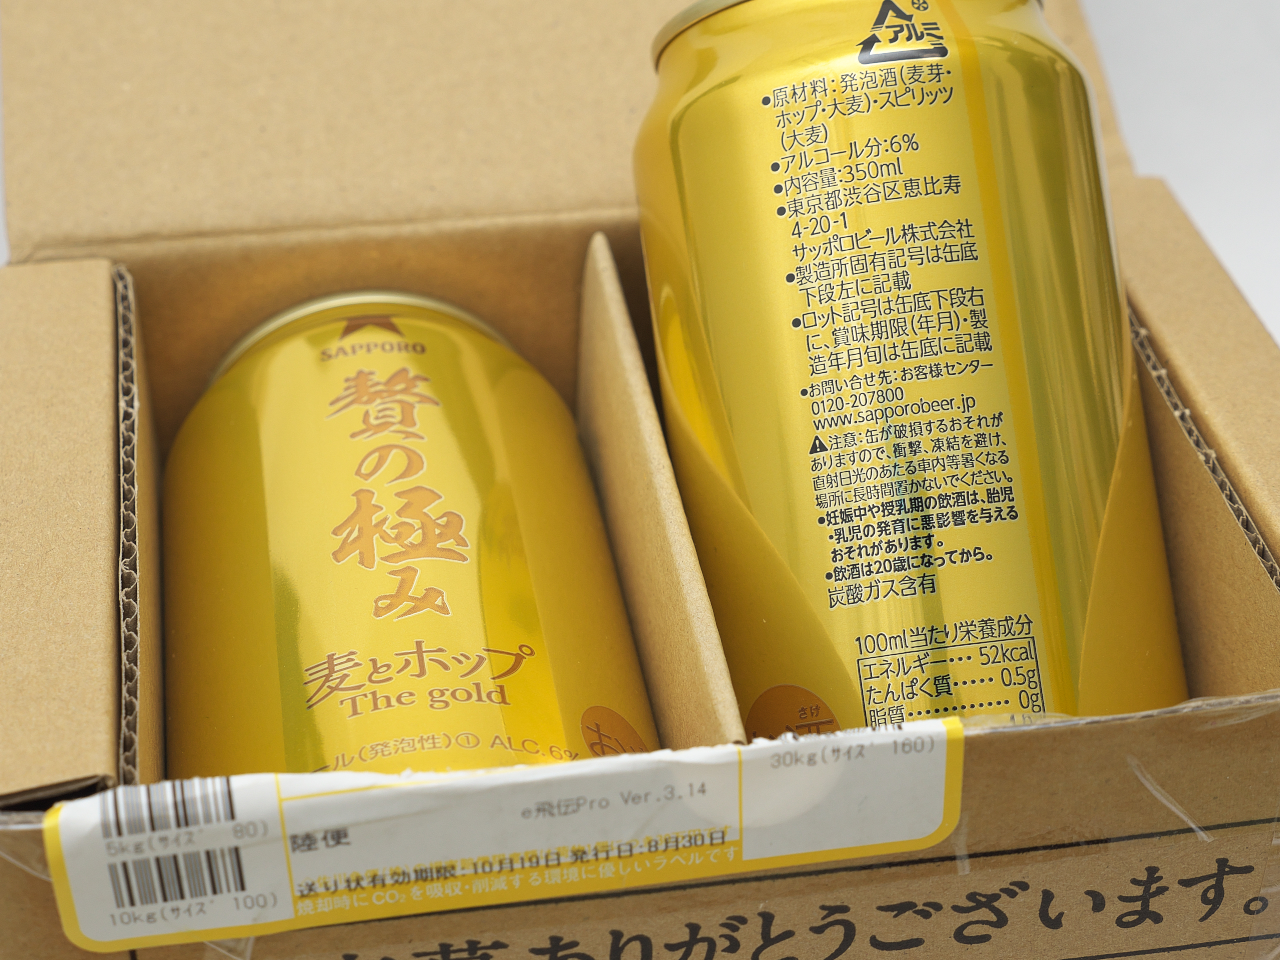 SAPPORO
贅の極み
麦とホップ
The gold
ール(発泡性)① ALC.6%
アルミ
●原材料:発泡酒(麦芽・
ホップ・大麦)・スピリッツ
(大麦)
●アルコール分:6%
●内容量:350ml
●東京都渋谷区恵比寿
4-20-1
サッポロビール株式会社
●製造所固有記号は缶底
下段左に記載
●ロット記号は缶底下段右
に、賞味期限(年月)・製
造年月旬は缶底に記載
●お問い合せ先:お客様センター
0120-207800
www.sapporobeer.jp
⚠注意:缶が破損するおそれが
ありますので、衝撃、凍結を避け、
直射日光のあたる車内等暑くなる
場所に長時間置かないでください。
●妊娠中や授乳期の飲酒は、胎児
・乳児の発育に悪影響を与える
おそれがあります。
●飲酒は20歳になってから。
炭酸ガス含有
100ml当たり栄養成分
エネルギー… 52kcal
たんぱく質…… 0.5g
脂質………… 0g
さけ
酒
5kg(サイズ 80)
10kg(サイズ 100)
e飛伝Pro Ver.3.14
陸便
送り状有効期限:10月19日 発行日:8月30日
焼却時にCO₂を吸収・削減する環境に優しいラベルです
30kg(サイズ 160)
ありがとうございます。